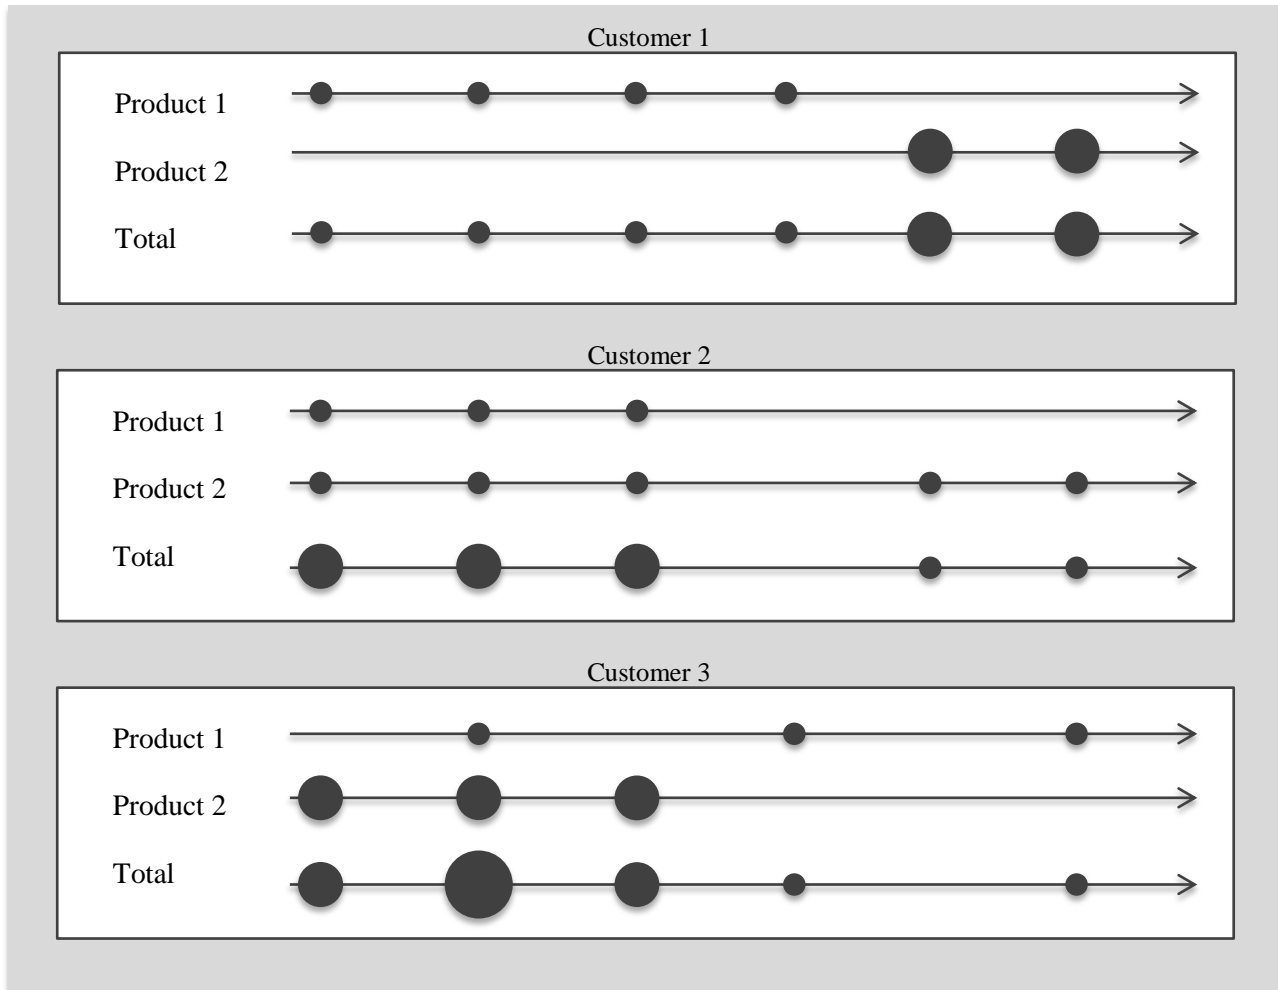 Customer 1
Product 1
Product 2
Total
Customer 2
Product 1
Product 2
Total
Customer 3
Product 1
Product 2
Total